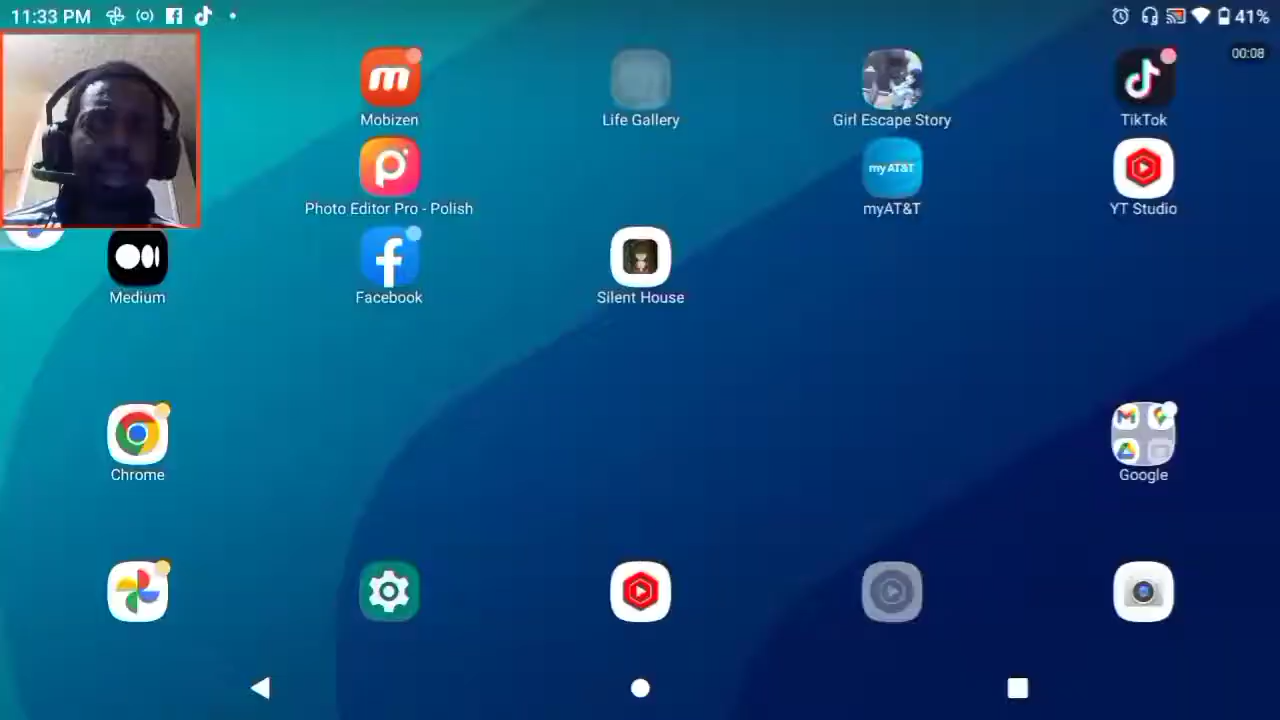 11:33 PM
41%
00:08
Mobizen
Life Gallery
Girl Escape Story
TikTok
myAT&T
Photo Editor Pro - Polish
myAT&T
YT Studio
Medium
Facebook
Silent House
Chrome
Google